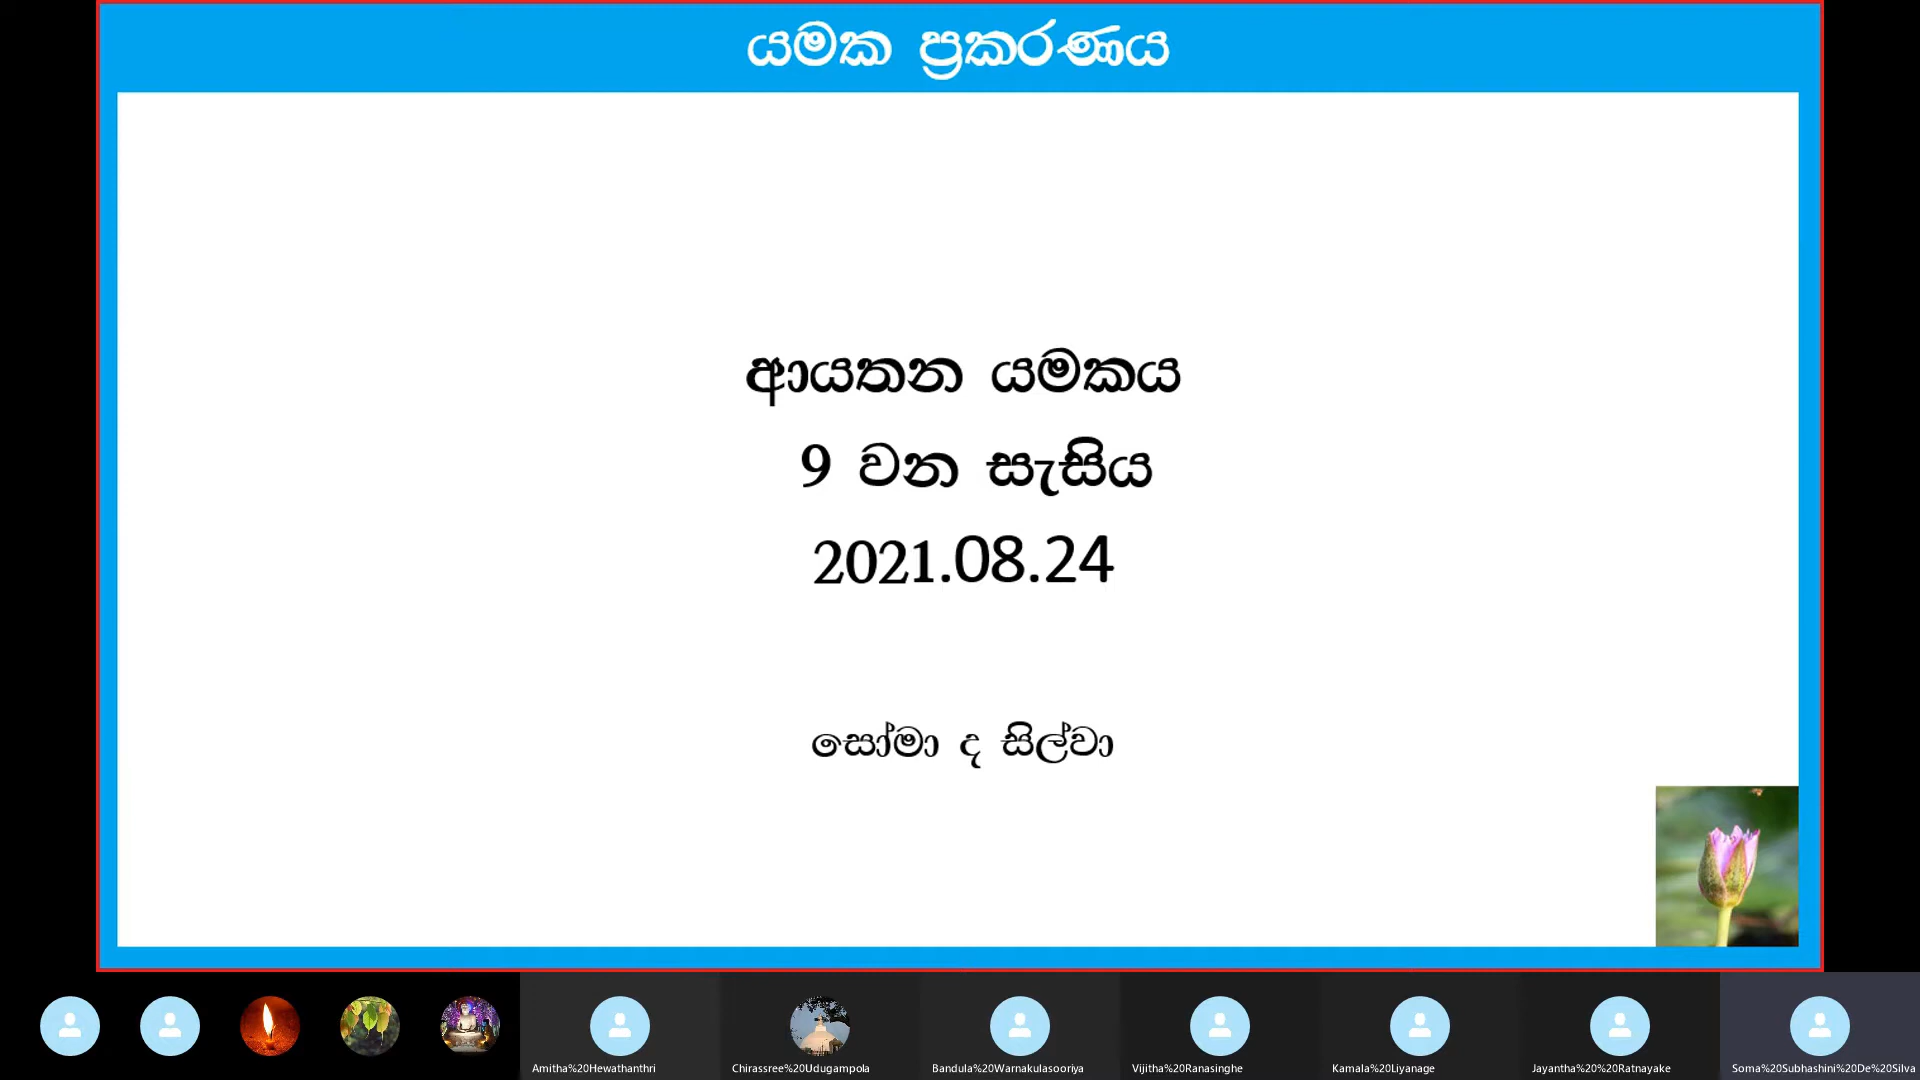 යමක ප්‍රකරණය
ආයතන යමකය
9 වන සැසිය
2021.08.24
සෝමා ද සිල්වා
Amitha%20Hewathanthri
Chirassree%20Udugampola
Bandula%20Warnakulasooriya
Vijitha%20Ranasinghe
Kamala%20Liyanage
Jayantha%20%20Ratnayake
Soma%20Subhashini%20De%20Silva